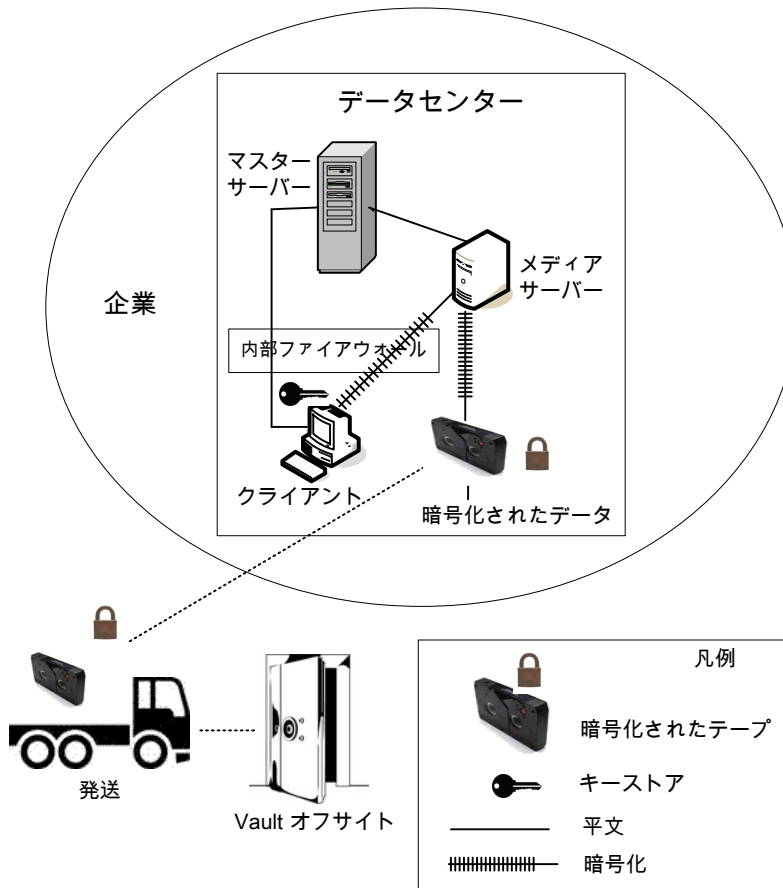 データセンター
マスター
サーバー
メディア
サーバー
企業
内部ファイアウォール
クライアント
暗号化されたデータ
凡例
暗号化されたテープ
キーストア
平文
暗号化
発送
Vault オフサイト